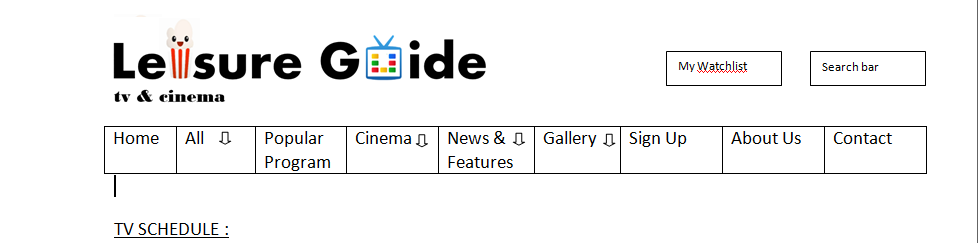 Leisure Guide
tv & cinema
My Watchlist
Search bar
Home All Popular Program Cinema News & Features Gallery Sign Up About Us Contact
TV SCHEDULE :